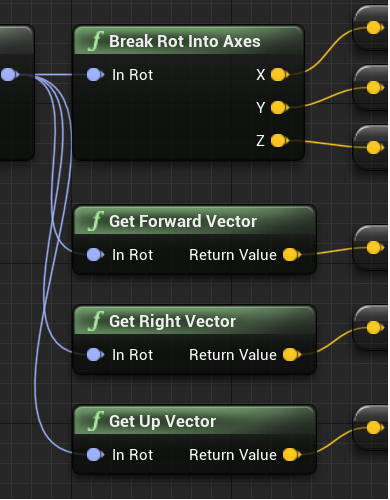 Break Rot Into Axes
In Rot X
Y
Z
Get Forward Vector
In Rot Return Value
Get Right Vector
In Rot Return Value
Get Up Vector
In Rot Return Value